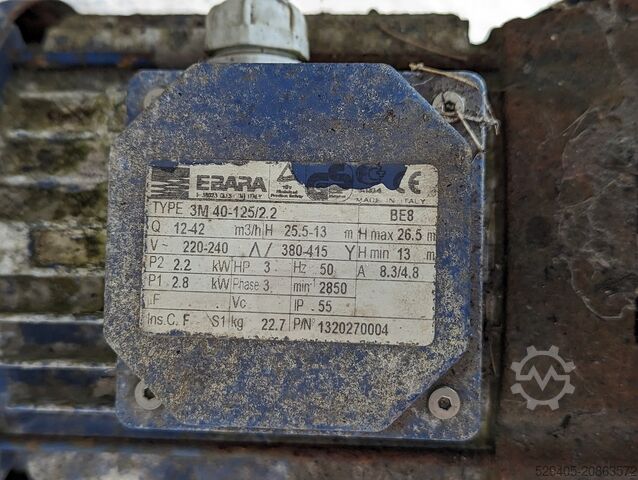 EBARA
MADE IN ITALY
TYPE 3M 40-125/2.2 BE8
Q 12-42 m3/h H 25.5-13 m H max 26.5 m
V~ 220-240 Λ/ 380-415 Y H min 13 m
P2 2.2 kW HP 3 Hz 50 A 8.3/4.8
P1 2.8 kW Phase 3 min-1 2850
µF Vc IP 55
Ins.C. F S1 kg 22.7 P/N° 1320270004
526405-20863572